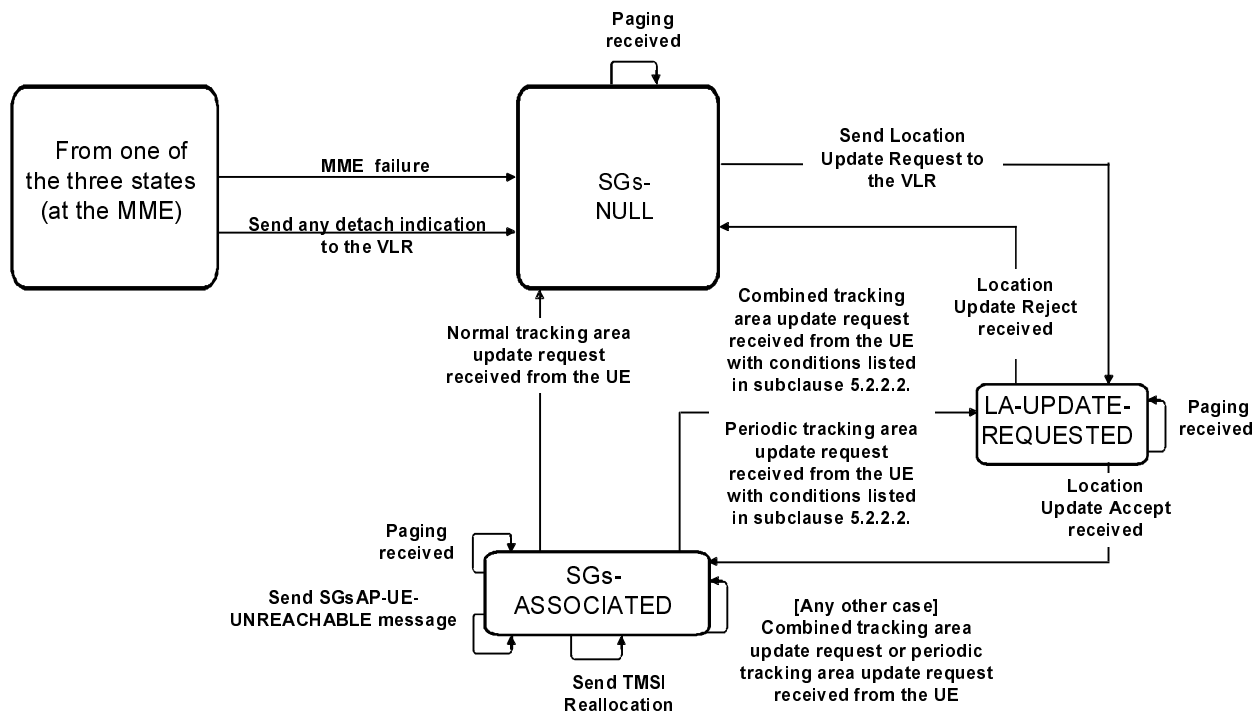 Paging
received
From one of
the three states
(at the MME)
MME failure
Send any detach indication
to the VLR
SGs-
NULL
Send Location
Update Request to
the VLR
Location
Update Reject
received
Normal tracking area
update request
received from the UE
Combined tracking
area update request
received from the UE
with conditions listed
in subclause 5.2.2.2.
Periodic tracking area
update request
received from the UE
with conditions listed
in subclause 5.2.2.2.
LA-UPDATE-
REQUESTED
Paging
received
Location
Update Accept
received
Paging
received
Send SGsAP-UE-
UNREACHABLE message
SGs-
ASSOCIATED
Send TMSI
Reallocation
[Any other case]
Combined tracking area
update request or periodic
tracking area update request
received from the UE